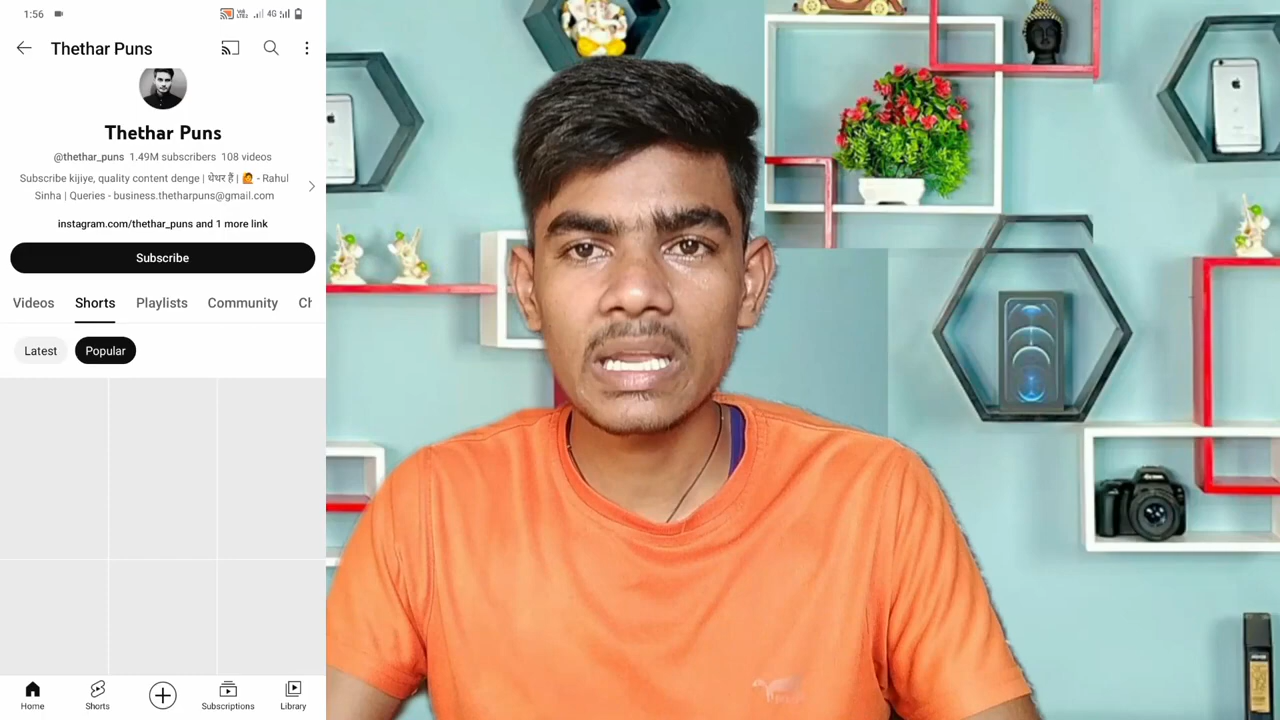 1:56
4G
Thethar Puns
Thethar Puns
@thethar_puns 1.49M subscribers 108 videos
Subscribe kijiye, quality content denge | थेथर हैं | 🙋 - Rahul
Sinha | Queries - business.thetharpuns@gmail.com
instagram.com/thethar_puns and 1 more link
Subscribe
Videos Shorts Playlists Community Ch
Latest Popular
Home Shorts Subscriptions Library